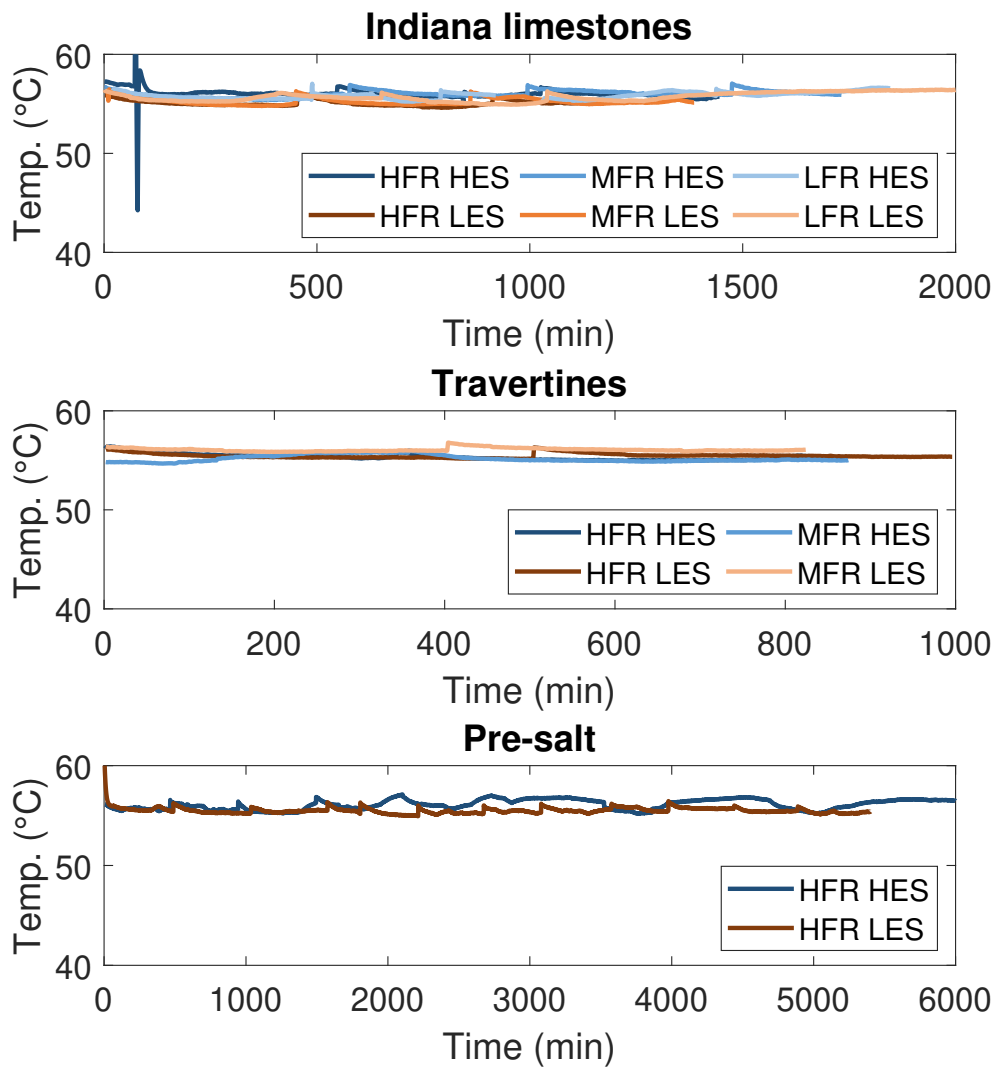 Indiana limestones
Temp. (°C)
60
50
40
HFR HES MFR HES LFR HES
HFR LES MFR LES LFR LES
0 500 1000 1500 2000
Time (min)
Travertines
Temp. (°C)
60
50
40
HFR HES MFR HES
HFR LES MFR LES
0 200 400 600 800 1000
Time (min)
Pre-salt
Temp. (°C)
60
50
40
HFR HES
HFR LES
0 1000 2000 3000 4000 5000 6000
Time (min)